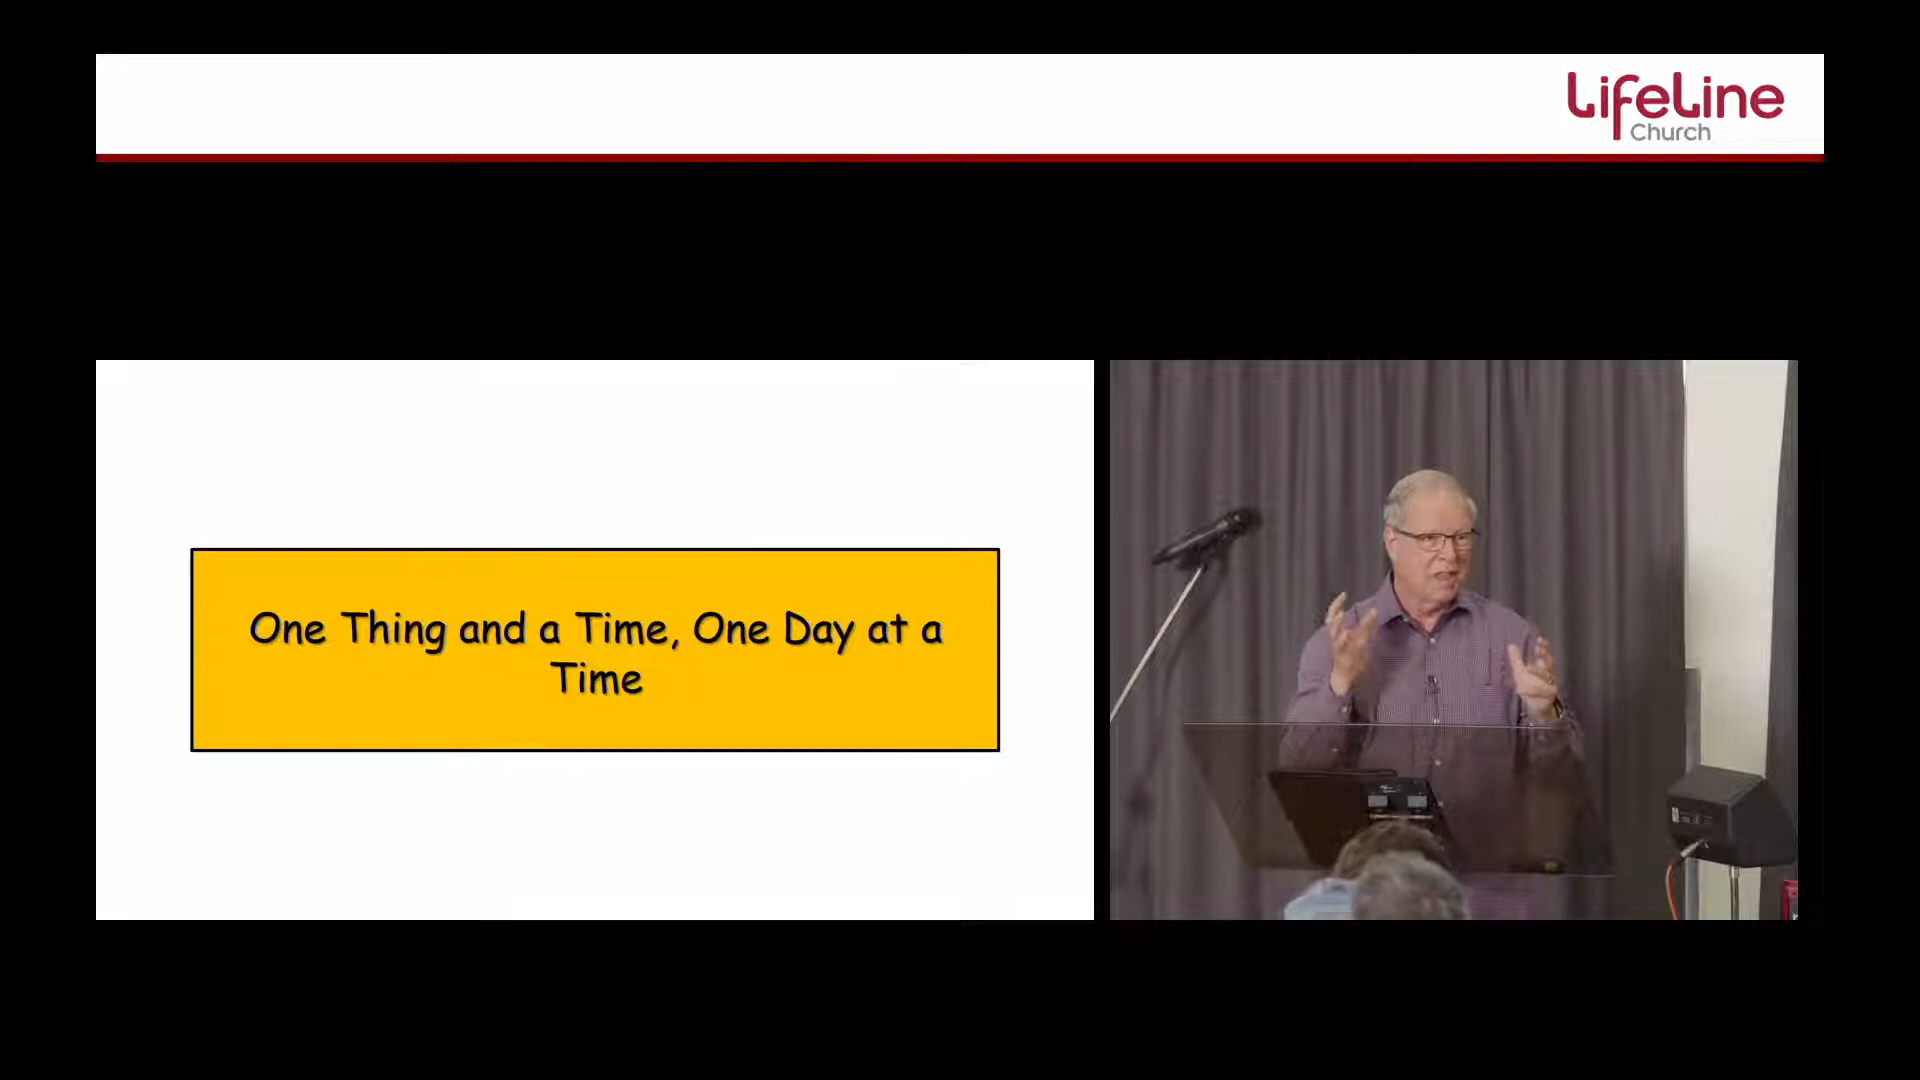 LifeLine
Church
One Thing and a Time, One Day at a
Time